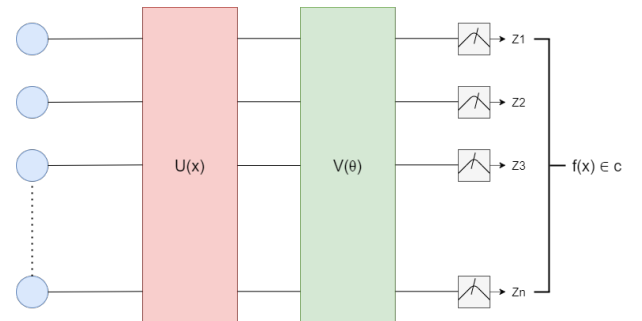 Z1
Z2
U(x)
V(θ)
Z3
f(x) ∈ c
Zn